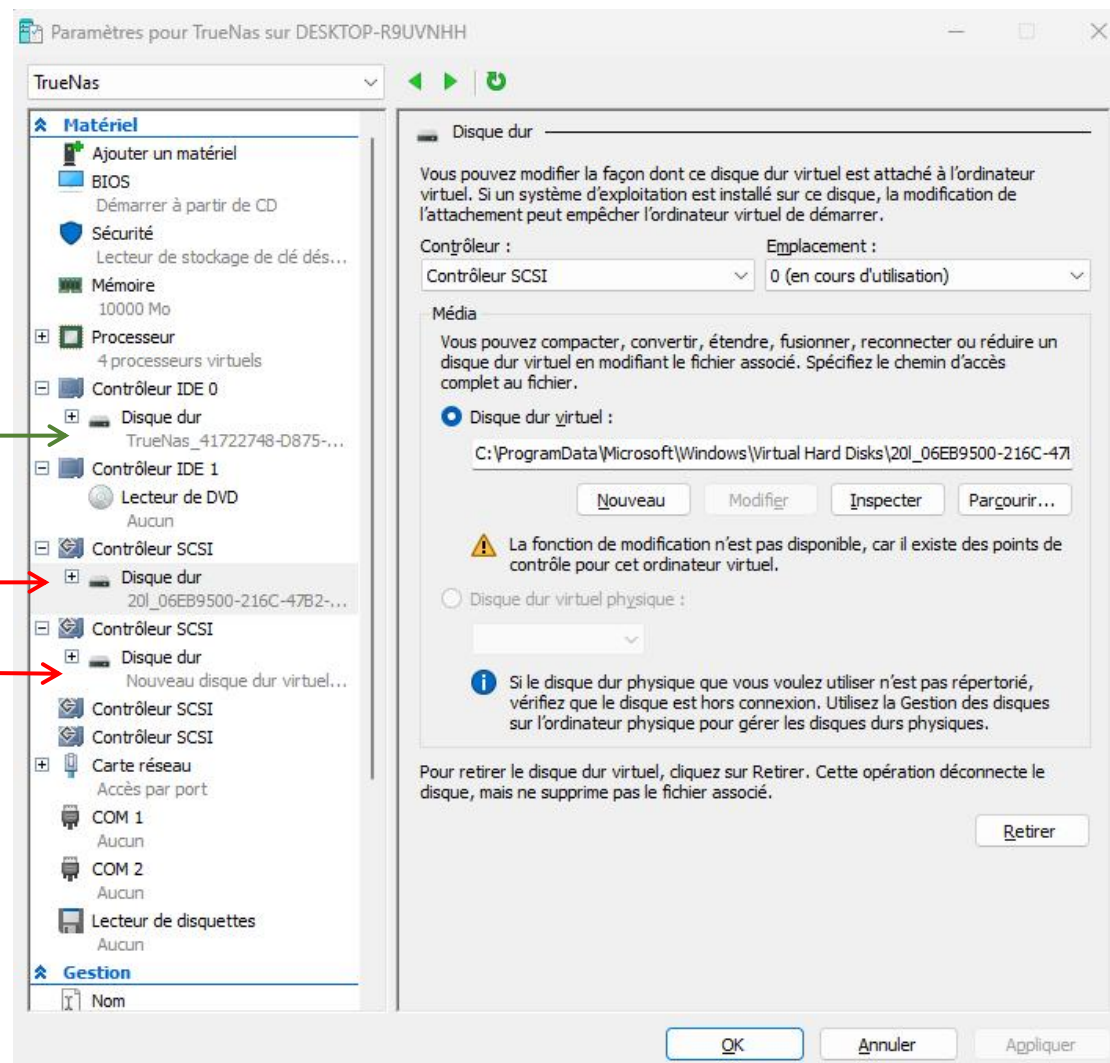 Paramètres pour TrueNas sur DESKTOP-R9UVNHH
TrueNas
Matériel
Ajouter un matériel
BIOS
Démarrer à partir de CD
Sécurité
Lecteur de stockage de clé dés...
Mémoire
10000 Mo
Processeur
4 processeurs virtuels
Contrôleur IDE 0
Disque dur
TrueNas_41722748-D875-...
Contrôleur IDE 1
Lecteur de DVD
Aucun
Contrôleur SCSI
Disque dur
20l_06EB9500-216C-47B2-...
Contrôleur SCSI
Disque dur
Nouveau disque dur virtuel...
Contrôleur SCSI
Contrôleur SCSI
Carte réseau
Accès par port
COM 1
Aucun
COM 2
Aucun
Lecteur de disquettes
Aucun
Gestion
Nom
Disque dur
Vous pouvez modifier la façon dont ce disque dur virtuel est attaché à l'ordinateur
virtuel. Si un système d'exploitation est installé sur ce disque, la modification de
l'attachement peut empêcher l'ordinateur virtuel de démarrer.
Contrôleur :
Emplacement :
Contrôleur SCSI
0 (en cours d'utilisation)
Média
Vous pouvez compacter, convertir, étendre, fusionner, reconnecter ou réduire un
disque dur virtuel en modifiant le fichier associé. Spécifiez le chemin d'accès
complet au fichier.
Disque dur virtuel :
C:\ProgramData\Microsoft\Windows\Virtual Hard Disks\20l_06EB9500-216C-47
Nouveau
Modifier
Inspecter
Parcourir...
La fonction de modification n'est pas disponible, car il existe des points de
contrôle pour cet ordinateur virtuel.
Disque dur virtuel physique :
Si le disque dur physique que vous voulez utiliser n'est pas répertorié,
vérifiez que le disque est hors connexion. Utilisez la Gestion des disques
sur l'ordinateur physique pour gérer les disques durs physiques.
Pour retirer le disque dur virtuel, cliquez sur Retirer. Cette opération déconnecte le
disque, mais ne supprime pas le fichier associé.
Retirer
OK
Annuler
Appliquer